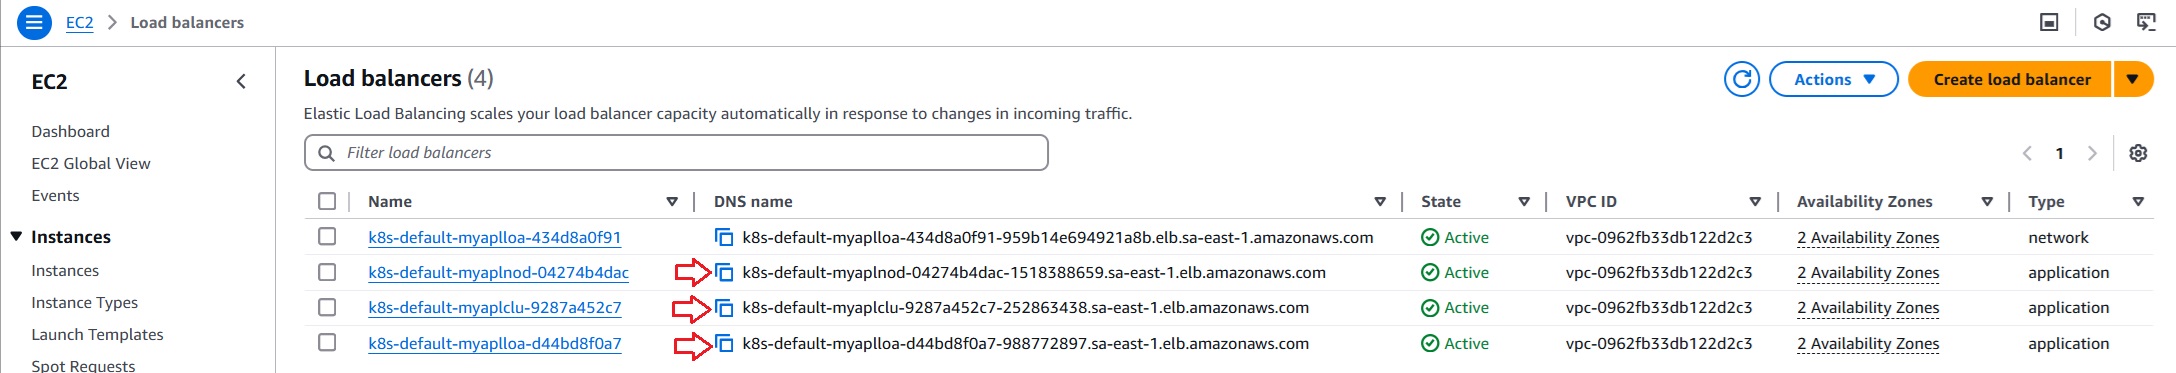 EC2 > Load balancers
EC2
Load balancers (4)
Actions
Create load balancer
Elastic Load Balancing scales your load balancer capacity automatically in response to changes in incoming traffic.
Dashboard
EC2 Global View
Events
Instances
Instances
Instance Types
Launch Templates
Spot Requests
Filter load balancers
1
Name DNS name State VPC ID Availability Zones Type
k8s-default-myaplloa-434d8a0f91 k8s-default-myaplloa-434d8a0f91-959b14e694921a8b.elb.sa-east-1.amazonaws.com Active vpc-0962fb33db122d2c3 2 Availability Zones network
k8s-default-myaplnod-04274b4dac k8s-default-myaplnod-04274b4dac-1518388659.sa-east-1.elb.amazonaws.com Active vpc-0962fb33db122d2c3 2 Availability Zones application
k8s-default-myaplclu-9287a452c7 k8s-default-myaplclu-9287a452c7-252863438.sa-east-1.elb.amazonaws.com Active vpc-0962fb33db122d2c3 2 Availability Zones application
k8s-default-myaplloa-d44bd8f0a7 k8s-default-myaplloa-d44bd8f0a7-988772897.sa-east-1.elb.amazonaws.com Active vpc-0962fb33db122d2c3 2 Availability Zones application